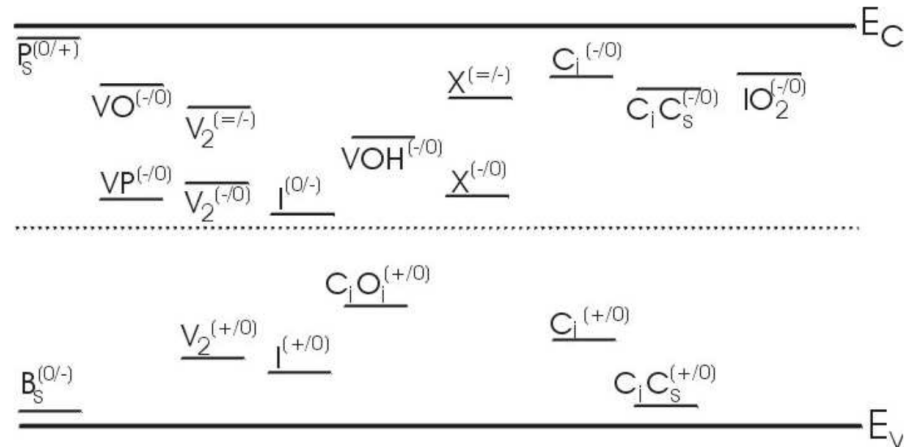 E_C
P_S^(0/+)
C_i^(-/0)
X^(=/-)
VO^(-/0)
V_2^(=/-)
C_iC_S^(-/0)
IO_2^(-/0)
VOH^(-/0)
VP^(-/0)
V_2^(-/0)
I^(0/-)
X^(-/0)
C_iO_i^(+/0)
V_2^(+/0)
I^(+/0)
C_i^(+/0)
B_S^(0/-)
C_iC_S^(+/0)
E_V